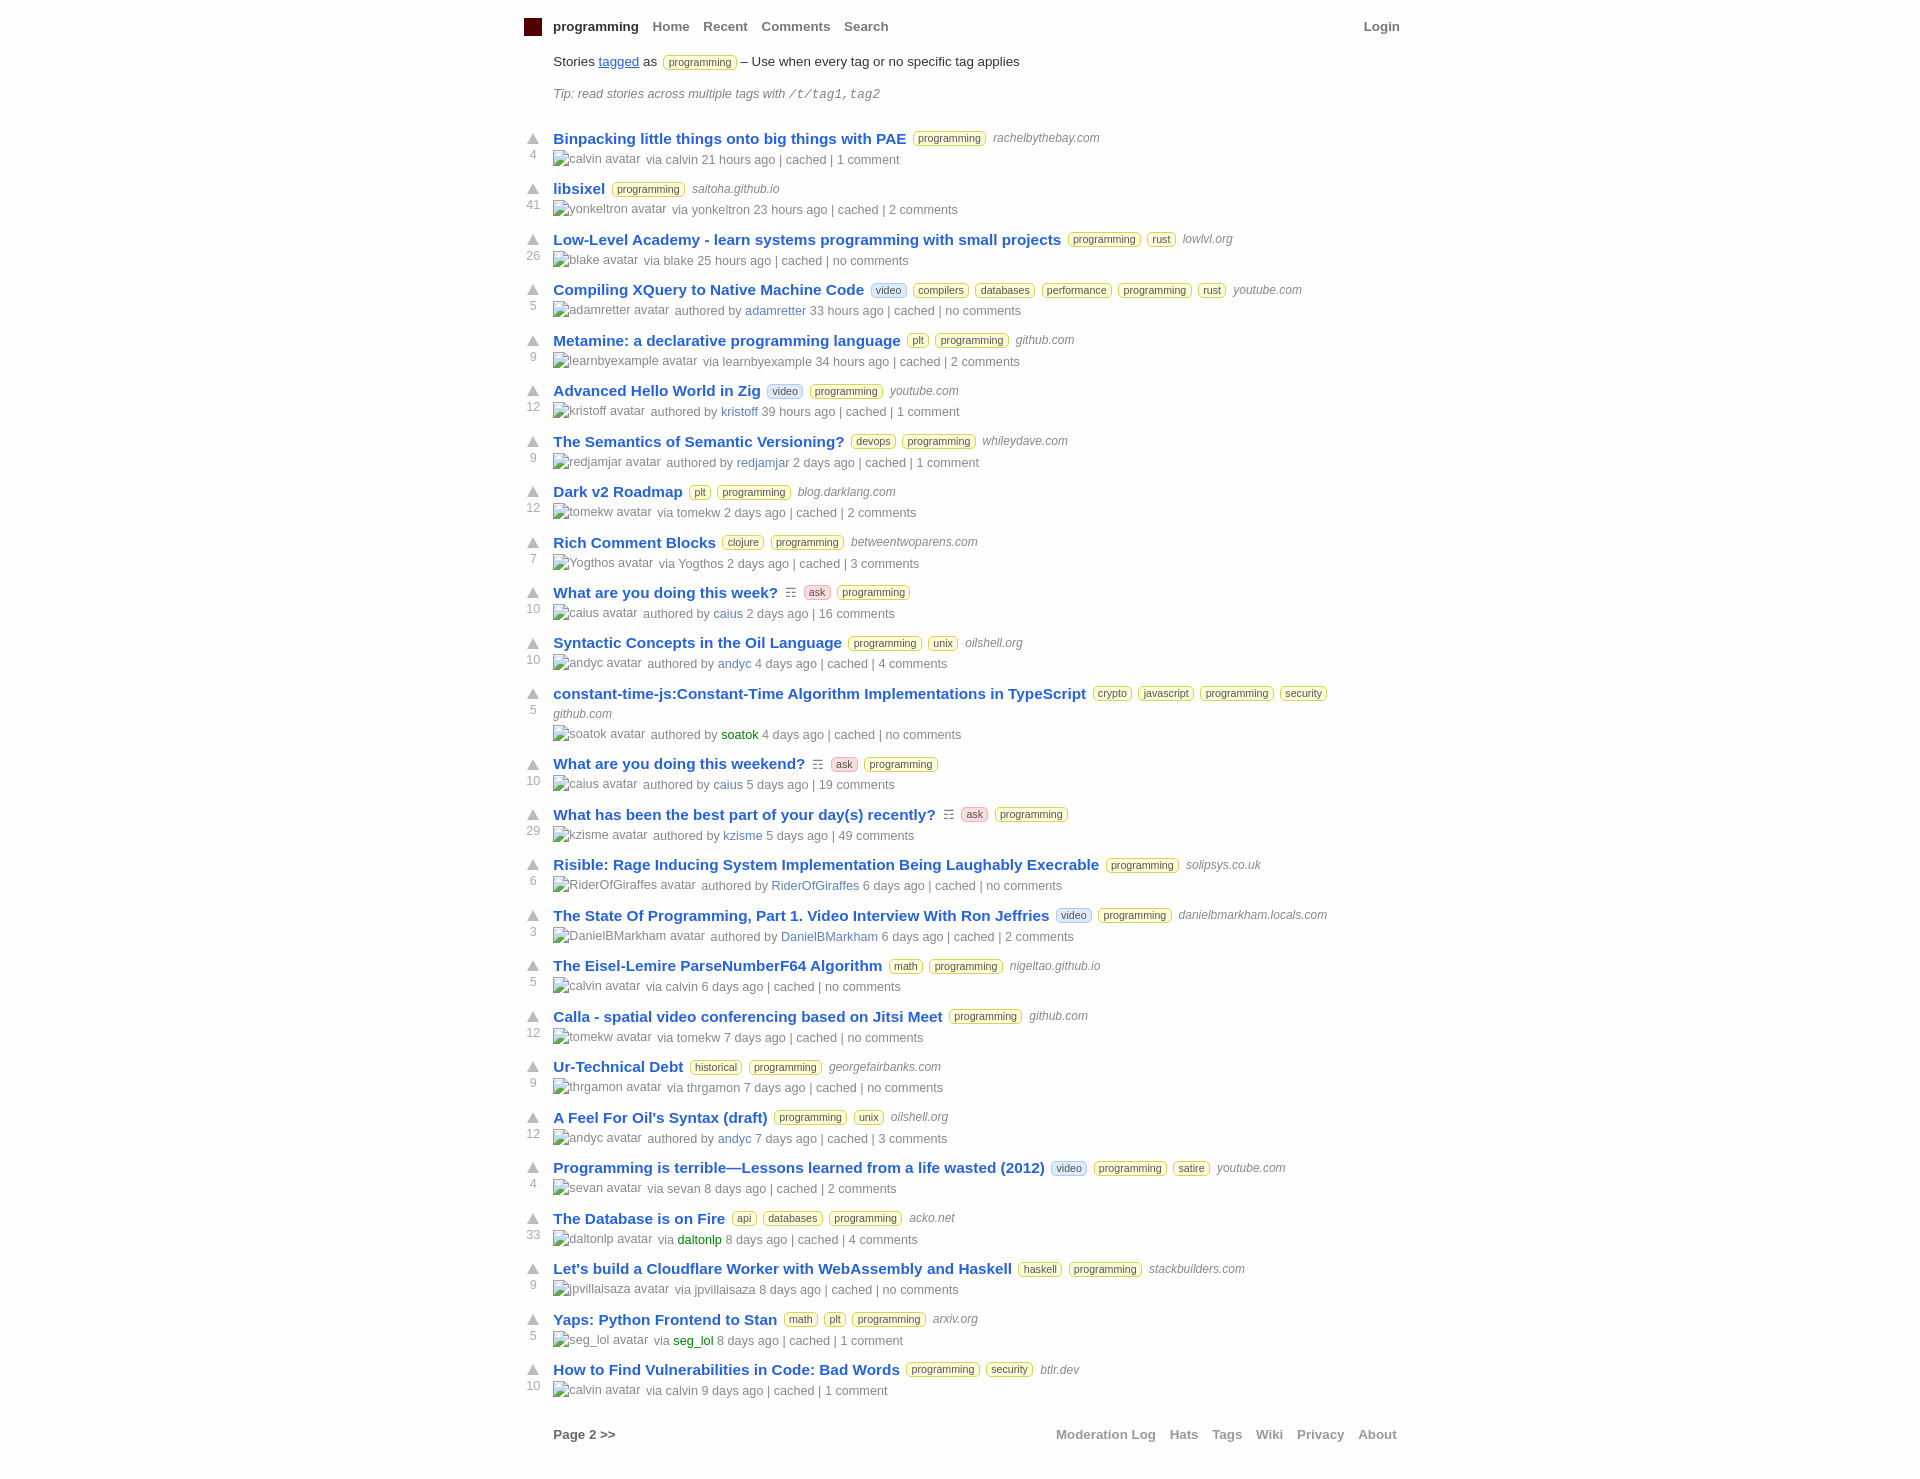 programming Home Recent Comments Search Login
Stories tagged as programming – Use when every tag or no specific tag applies
Tip: read stories across multiple tags with /t/tag1,tag2
Binpacking little things onto big things with PAE programming rachelbythebay.com
4
calvin avatar via calvin 21 hours ago | cached | 1 comment
libsixel programming saitoha.github.io
41
yonkeltron avatar via yonkeltron 23 hours ago | cached | 2 comments
Low-Level Academy - learn systems programming with small projects programming rust lowlvl.org
26
blake avatar via blake 25 hours ago | cached | no comments
Compiling XQuery to Native Machine Code video compilers databases performance programming rust youtube.com
5
adamretter avatar authored by adamretter 33 hours ago | cached | no comments
Metamine: a declarative programming language plt programming github.com
9
learnbyexample avatar via learnbyexample 34 hours ago | cached | 2 comments
Advanced Hello World in Zig video programming youtube.com
12
kristoff avatar authored by kristoff 39 hours ago | cached | 1 comment
The Semantics of Semantic Versioning? devops programming whileydave.com
9
redjamjar avatar authored by redjamjar 2 days ago | cached | 1 comment
Dark v2 Roadmap plt programming blog.darklang.com
12
tomekw avatar via tomekw 2 days ago | cached | 2 comments
Rich Comment Blocks clojure programming betweentwoparens.com
7
Yogthos avatar via Yogthos 2 days ago | cached | 3 comments
What are you doing this week? ☶ ask programming
10
caius avatar authored by caius 2 days ago | 16 comments
Syntactic Concepts in the Oil Language programming unix oilshell.org
10
andyc avatar authored by andyc 4 days ago | cached | 4 comments
constant-time-js:Constant-Time Algorithm Implementations in TypeScript crypto javascript programming security
5
github.com
soatok avatar authored by soatok 4 days ago | cached | no comments
What are you doing this weekend? ☶ ask programming
10
caius avatar authored by caius 5 days ago | 19 comments
What has been the best part of your day(s) recently? ☶ ask programming
29
kzisme avatar authored by kzisme 5 days ago | 49 comments
Risible: Rage Inducing System Implementation Being Laughably Execrable programming solipsys.co.uk
6
RiderOfGiraffes avatar authored by RiderOfGiraffes 6 days ago | cached | no comments
The State Of Programming, Part 1. Video Interview With Ron Jeffries video programming danielbmarkham.locals.com
3
DanielBMarkham avatar authored by DanielBMarkham 6 days ago | cached | 2 comments
The Eisel-Lemire ParseNumberF64 Algorithm math programming nigeltao.github.io
5
calvin avatar via calvin 6 days ago | cached | no comments
Calla - spatial video conferencing based on Jitsi Meet programming github.com
12
tomekw avatar via tomekw 7 days ago | cached | no comments
Ur-Technical Debt historical programming georgefairbanks.com
9
thrgamon avatar via thrgamon 7 days ago | cached | no comments
A Feel For Oil's Syntax (draft) programming unix oilshell.org
12
andyc avatar authored by andyc 7 days ago | cached | 3 comments
Programming is terrible—Lessons learned from a life wasted (2012) video programming satire youtube.com
4
sevan avatar via sevan 8 days ago | cached | 2 comments
The Database is on Fire api databases programming acko.net
33
daltonlp avatar via daltonlp 8 days ago | cached | 4 comments
Let's build a Cloudflare Worker with WebAssembly and Haskell haskell programming stackbuilders.com
9
jpvillaisaza avatar via jpvillaisaza 8 days ago | cached | no comments
Yaps: Python Frontend to Stan math plt programming arxiv.org
5
seg_lol avatar via seg_lol 8 days ago | cached | 1 comment
How to Find Vulnerabilities in Code: Bad Words programming security btlr.dev
10
calvin avatar via calvin 9 days ago | cached | 1 comment
Page 2 >> Moderation Log Hats Tags Wiki Privacy About